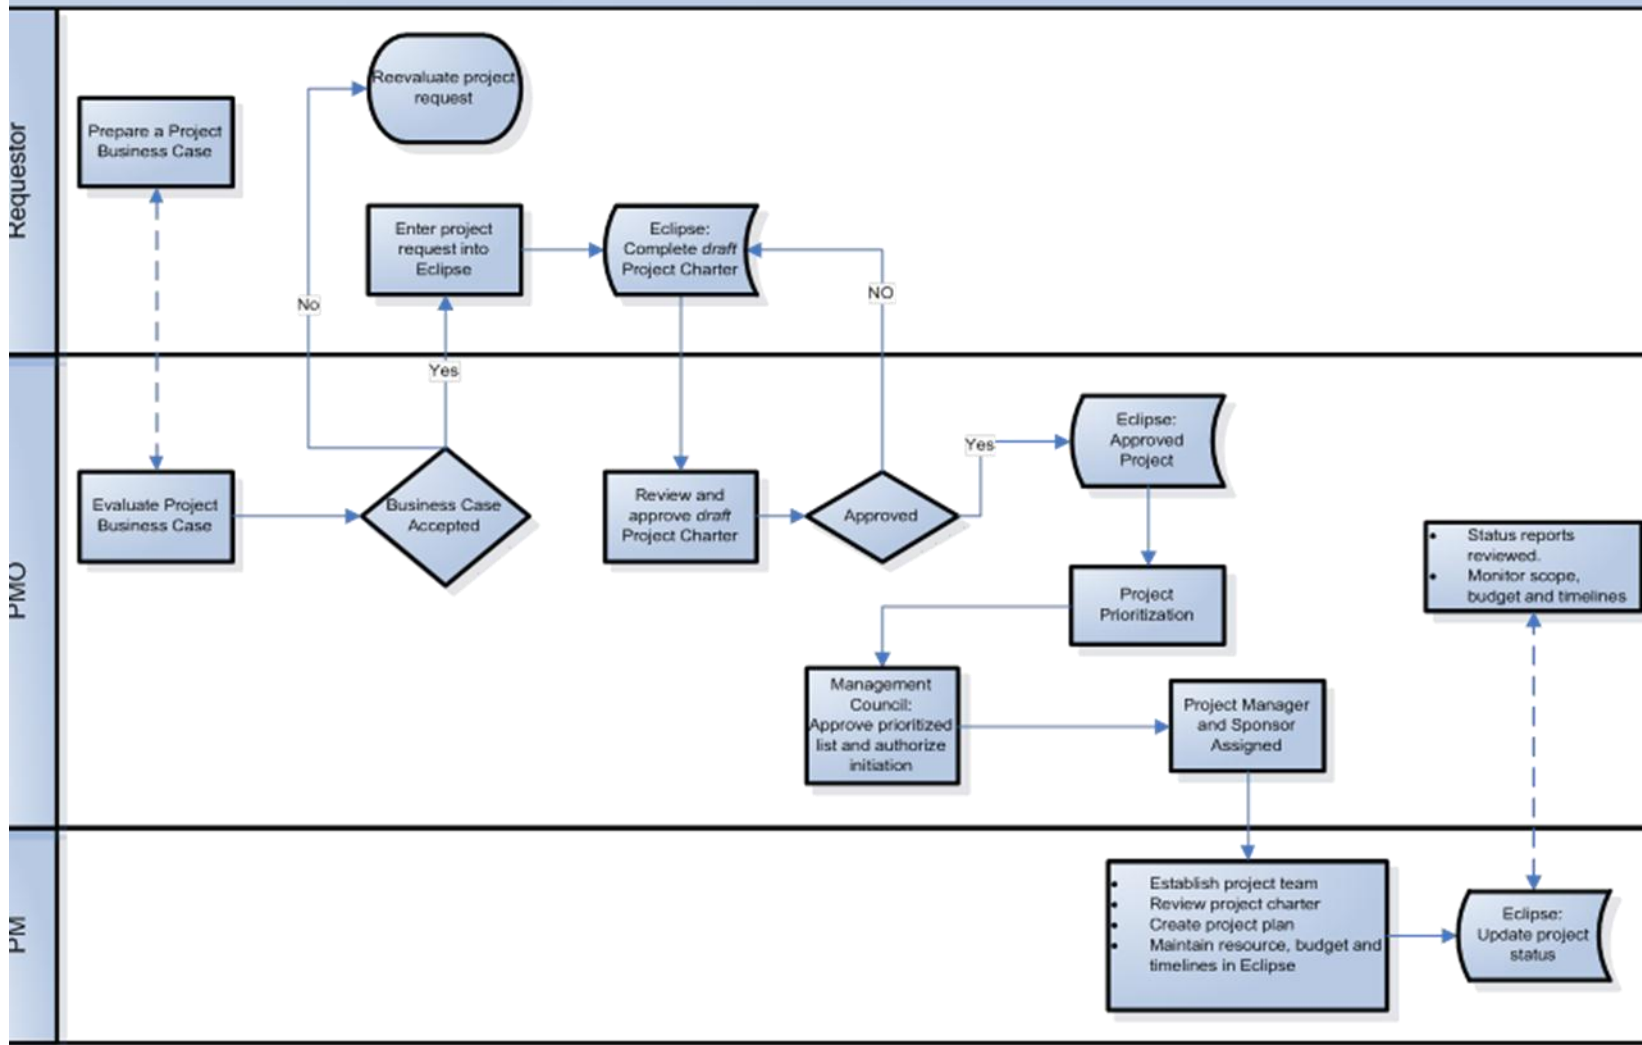 Requestor
Reevaluate project
request
Prepare a Project
Business Case
Enter project
request into
Eclipse
Eclipse:
Complete draft
Project Charter
No
NO
PMO
Yes
Eclipse:
Approved
Project
Yes
Evaluate Project
Business Case
Business Case
Accepted
Review and
approve draft
Project Charter
Approved
• Status reports
reviewed.
• Monitor scope,
budget and timelines
Project
Prioritization
Management
Council:
Approve prioritized
list and authorize
initiation
Project Manager
and Sponsor
Assigned
PM
• Establish project team
• Review project charter
• Create project plan
• Maintain resource, budget and
timelines in Eclipse
Eclipse:
Update project
status